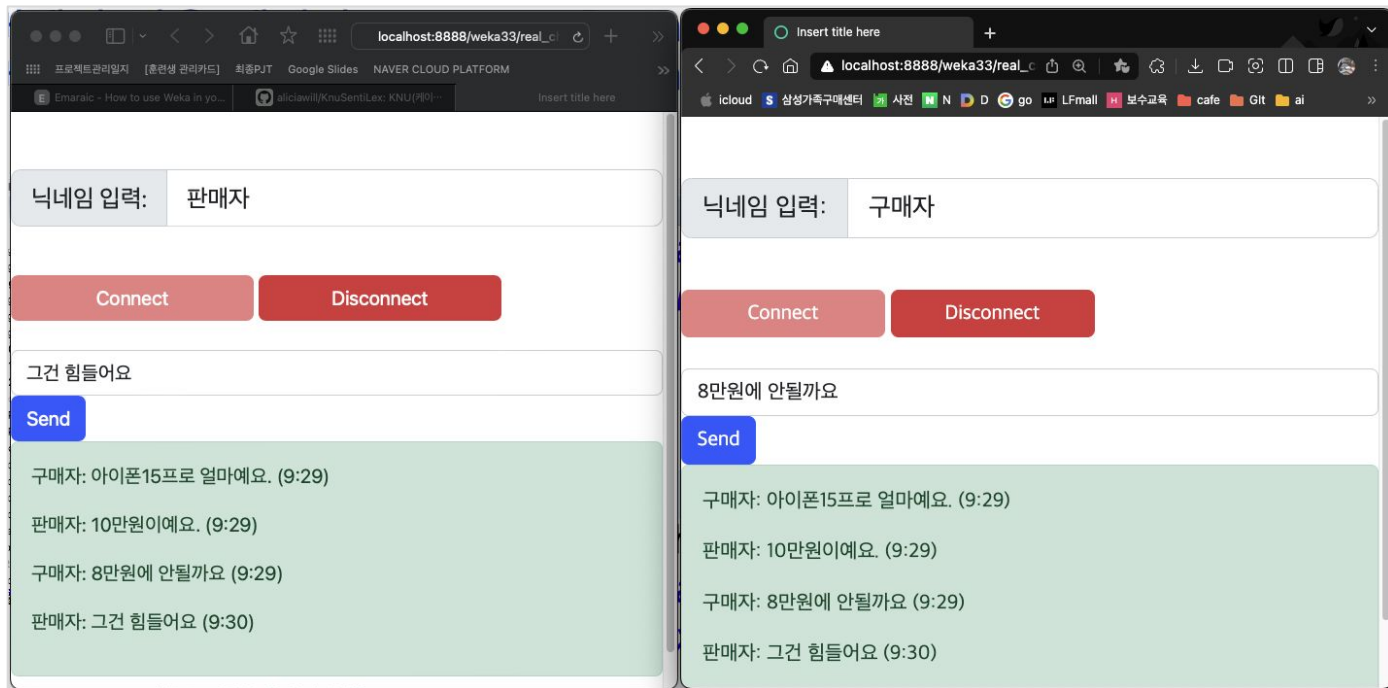 localhost:8888/weka33/real_c
프로젝트관리일지 [훈련생 관리카드] 최종PJT Google Slides NAVER CLOUD PLATFORM
E Emaraic - How to use Weka in yo... aliciawill/KnuSentiLex: KNU(케이... Insert title here
닉네임 입력: 판매자
Connect Disconnect
그건 힘들어요
Send
구매자: 아이폰15프로 얼마예요. (9:29)
판매자: 10만원이예요. (9:29)
구매자: 8만원에 안될까요 (9:29)
판매자: 그건 힘들어요 (9:30)
Insert title here
localhost:8888/weka33/real_c
icloud S 삼성가족구매센터 사전 N N D D G go LFmall H 보수교육 cafe GIt ai
닉네임 입력: 구매자
Connect Disconnect
8만원에 안될까요
Send
구매자: 아이폰15프로 얼마예요. (9:29)
판매자: 10만원이예요. (9:29)
구매자: 8만원에 안될까요 (9:29)
판매자: 그건 힘들어요 (9:30)